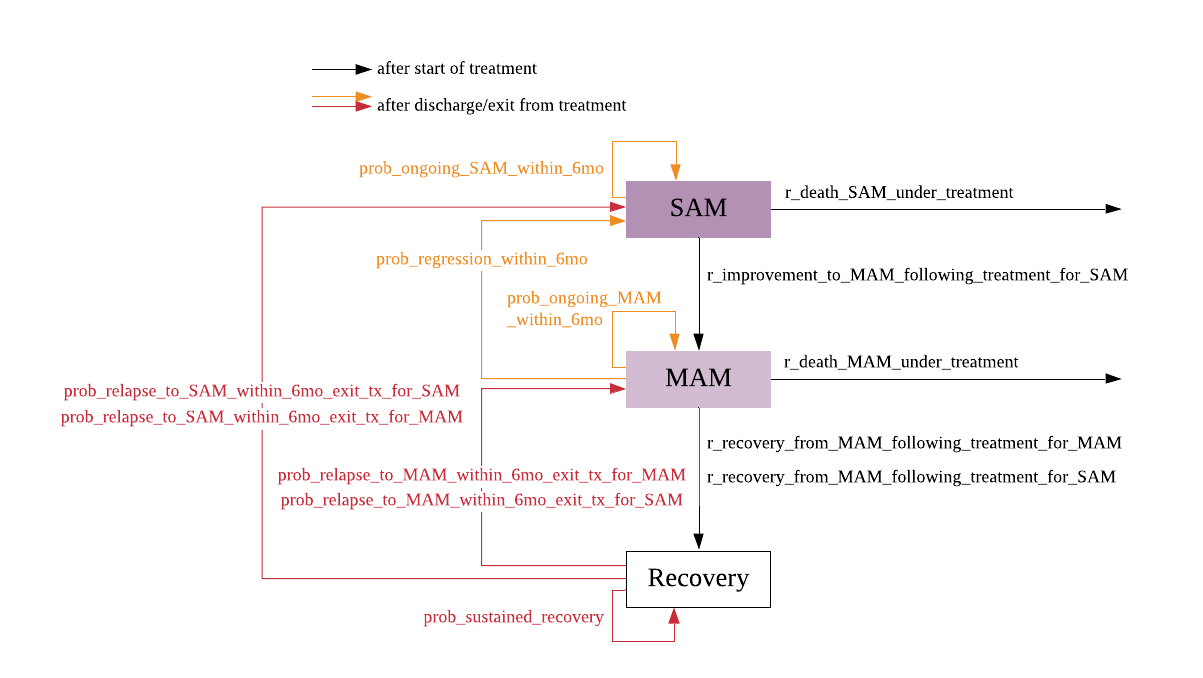 after start of treatment
after discharge/exit from treatment
prob_ongoing_SAM_within_6mo
SAM
r_death_SAM_under_treatment
prob_regression_within_6mo
r_improvement_to_MAM_following_treatment_for_SAM
prob_ongoing_MAM
_within_6mo
MAM
r_death_MAM_under_treatment
prob_relapse_to_SAM_within_6mo_exit_tx_for_SAM
prob_relapse_to_SAM_within_6mo_exit_tx_for_MAM
r_recovery_from_MAM_following_treatment_for_MAM
r_recovery_from_MAM_following_treatment_for_SAM
prob_relapse_to_MAM_within_6mo_exit_tx_for_MAM
prob_relapse_to_MAM_within_6mo_exit_tx_for_SAM
Recovery
prob_sustained_recovery